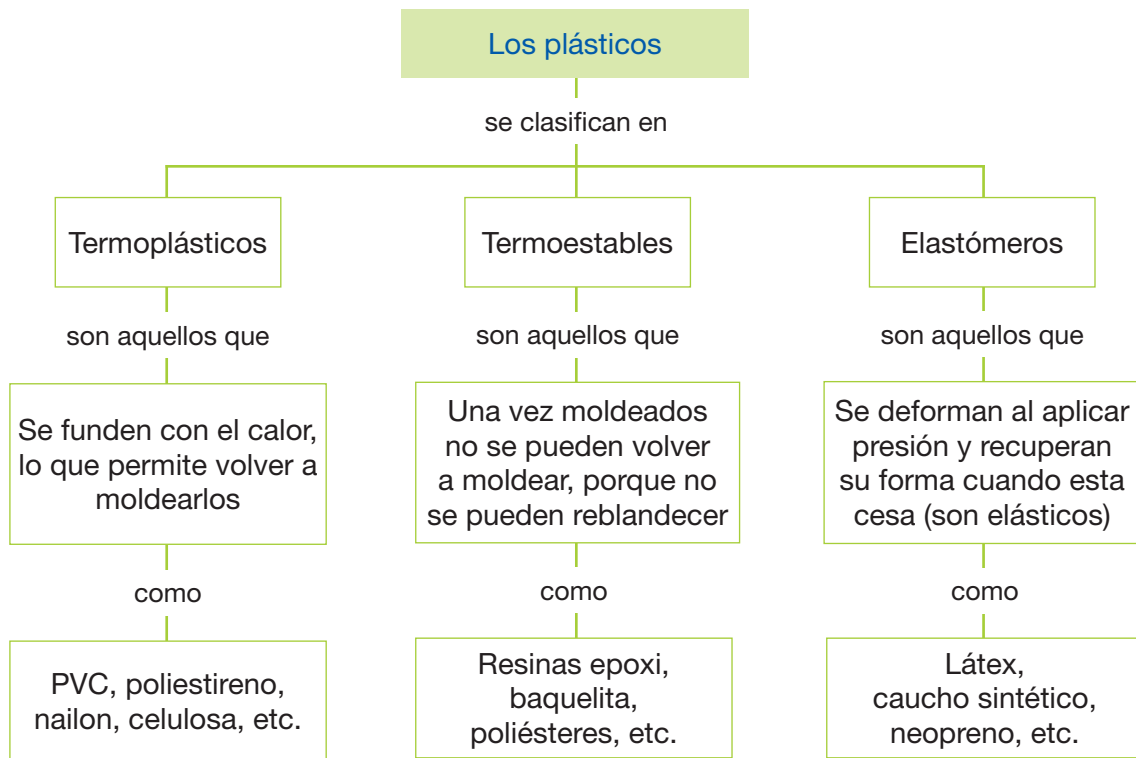 Los plásticos
se clasifican en
Termoplásticos
Termoestables
Elastómeros
son aquellos que
son aquellos que
son aquellos que
Se funden con el calor,
lo que permite volver a
moldearlos
Una vez moldeados
no se pueden volver
a moldear, porque no
se pueden reblandecer
Se deforman al aplicar
presión y recuperan
su forma cuando esta
cesa (son elásticos)
como
como
como
PVC, poliestireno,
nailon, celulosa, etc.
Resinas epoxi,
baquelita,
poliésteres, etc.
Látex,
caucho sintético,
neopreno, etc.